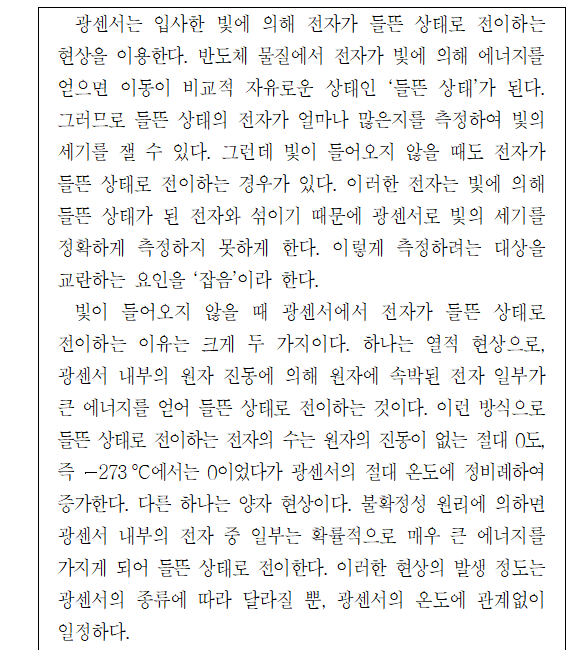 광센서는 입사한 빛에 의해 전자가 들뜬 상태로 전이하는
현상을 이용한다. 반도체 물질에서 전자가 빛에 의해 에너지를
얻으면 이동이 비교적 자유로운 상태인 ‘들뜬 상태’가 된다.
그러므로 들뜬 상태의 전자가 얼마나 많은지를 측정하여 빛의
세기를 잴 수 있다. 그런데 빛이 들어오지 않을 때도 전자가
들뜬 상태로 전이하는 경우가 있다. 이러한 전자는 빛에 의해
들뜬 상태가 된 전자와 섞이기 때문에 광센서로 빛의 세기를
정확하게 측정하지 못하게 한다. 이렇게 측정하려는 대상을
교란하는 요인을 ‘잡음’이라 한다.
빛이 들어오지 않을 때 광센서에서 전자가 들뜬 상태로
전이하는 이유는 크게 두 가지이다. 하나는 열적 현상으로,
광센서 내부의 원자 진동에 의해 원자에 속박된 전자 일부가
큰 에너지를 얻어 들뜬 상태로 전이하는 것이다. 이런 방식으로
들뜬 상태로 전이하는 전자의 수는 원자의 진동이 없는 절대 0도,
즉 −273 ℃에서는 0이었다가 광센서의 절대 온도에 정비례하여
증가한다. 다른 하나는 양자 현상이다. 불확정성 원리에 의하면
광센서 내부의 전자 중 일부는 확률적으로 매우 큰 에너지를
가지게 되어 들뜬 상태로 전이한다. 이러한 현상의 발생 정도는
광센서의 종류에 따라 달라질 뿐, 광센서의 온도에 관계없이
일정하다.